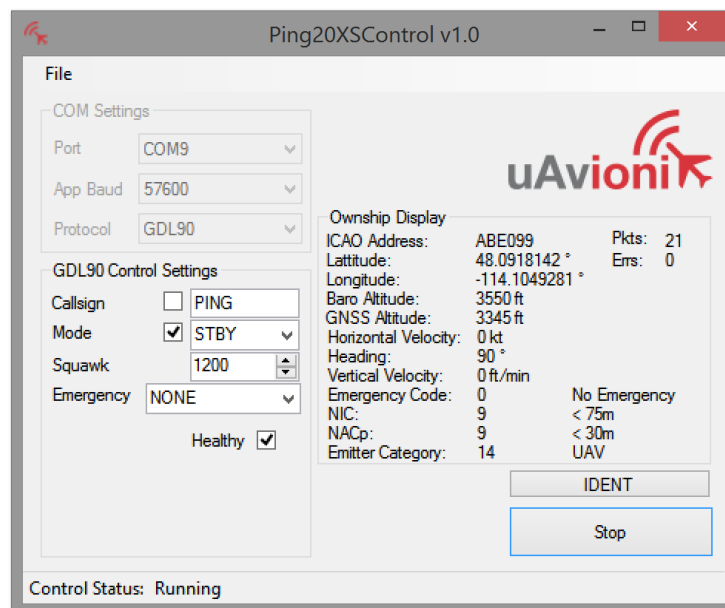 Ping20XSControl v1.0
File
COM Settings
Port COM9
App Baud 57600
Protocol GDL90
uAvionix
GDL90 Control Settings
Callsign PING
Mode STBY
Squawk 1200
Emergency NONE
Healthy
Ownship Display
ICAO Address: ABE099 Pkts: 21
Lattitude: 48.0918142 ° Errs: 0
Longitude: -114.1049281 °
Baro Altitude: 3550 ft
GNSS Altitude: 3345 ft
Horizontal Velocity: 0 kt
Heading: 90 °
Vertical Velocity: 0 ft/min
Emergency Code: 0 No Emergency
NIC: 9 < 75m
NACp: 9 < 30m
Emitter Category: 14 UAV
IDENT
Stop
Control Status: Running